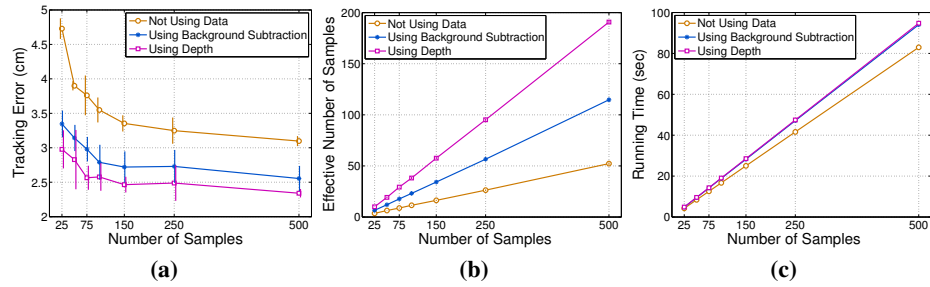 Not Using Data
Using Background Subtraction
Using Depth
5
4.5
4
3.5
3
2.5
2
Tracking Error (cm)
25 75 150 250 500
Number of Samples
(a)
Not Using Data
Using Background Subtraction
Using Depth
200
150
100
50
0
Effective Number of Samples
25 75 150 250 500
Number of Samples
(b)
Not Using Data
Using Background Subtraction
Using Depth
100
80
60
40
20
0
Running Time (sec)
25 75 150 250 500
Number of Samples
(c)